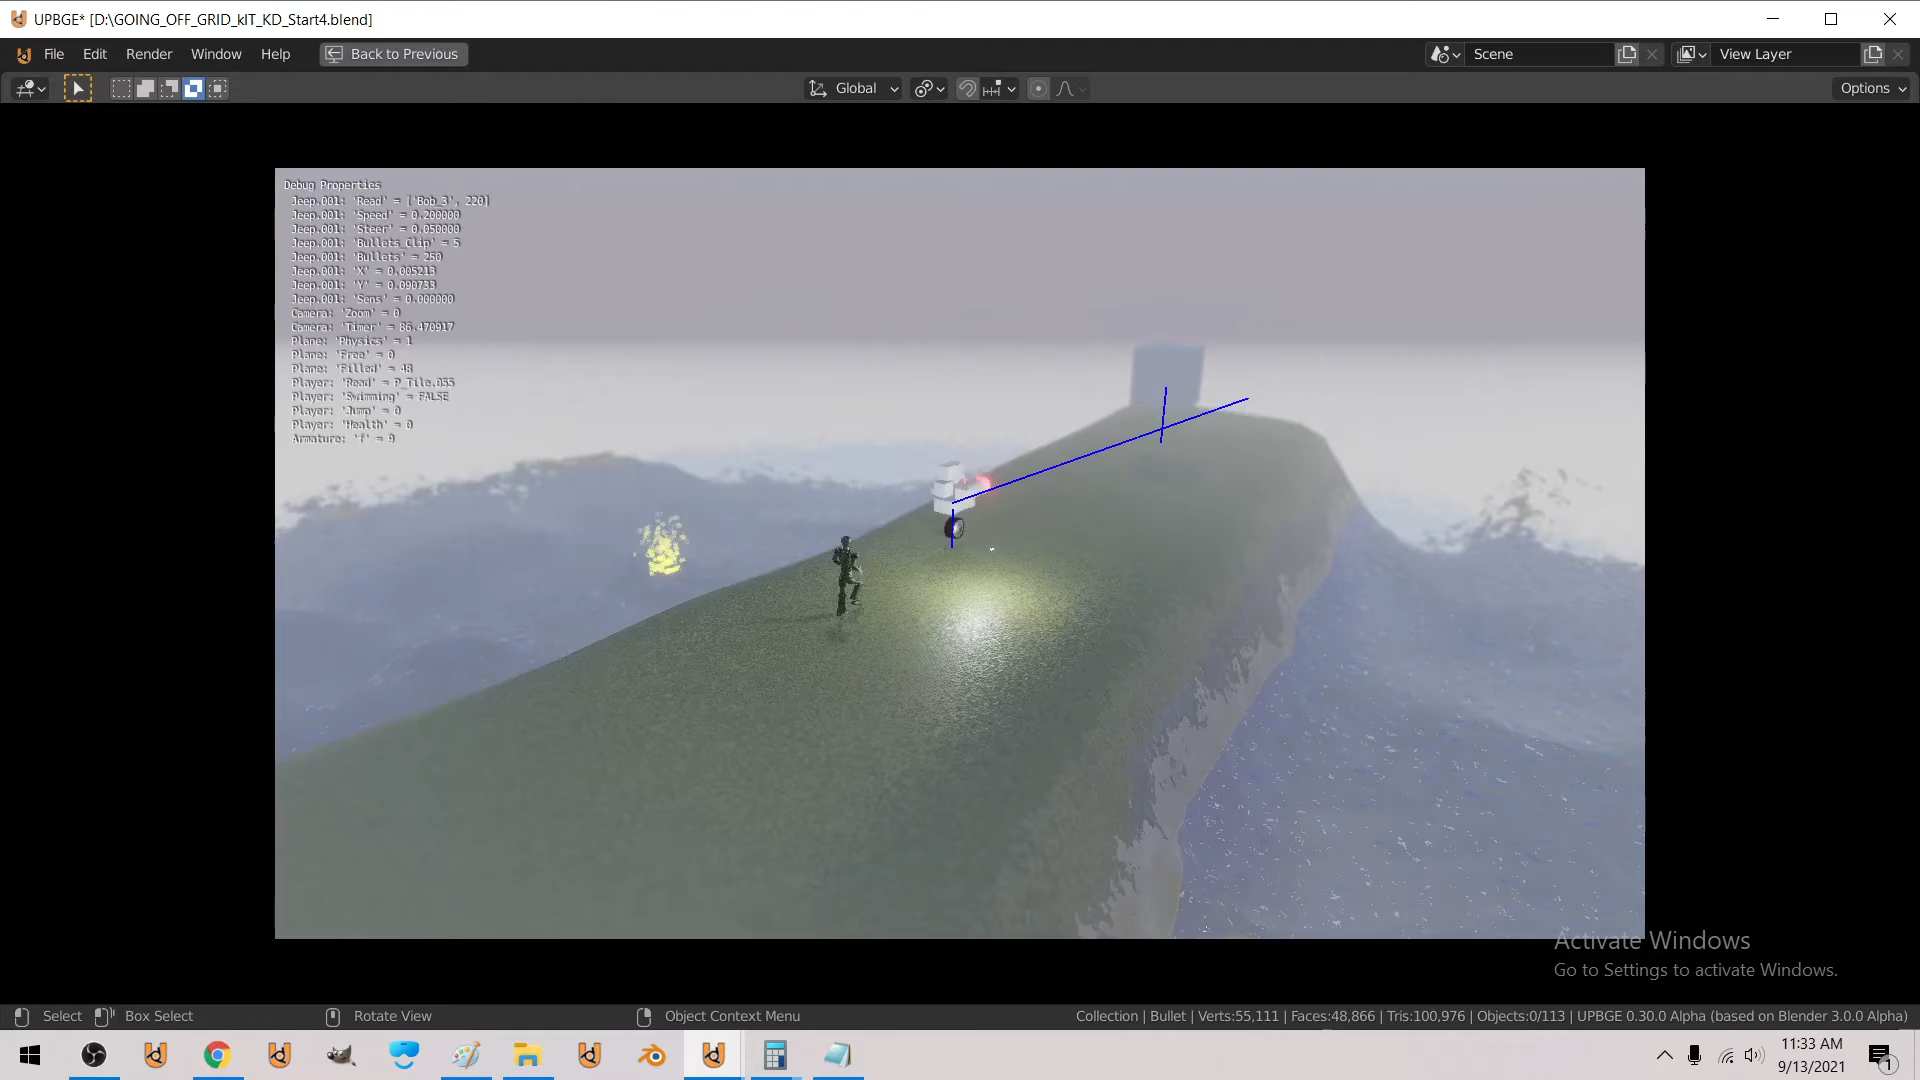 UPBGE* [D:\GOING_OFF_GRID_kIT_KD_Start4.blend]
File Edit Render Window Help Back to Previous Scene View Layer
Global Options
Debug Properties
Jeep.001: 'Read' = ['Bob_3', 220]
Jeep.001: 'Speed' = 0.200000
Jeep.001: 'Steer' = 0.050000
Jeep.001: 'Bullets_Clip' = 5
Jeep.001: 'Bullets' = 250
Jeep.001: 'X' = 0.005213
Jeep.001: 'Y' = 0.090733
Jeep.001: 'Sens' = 0.000000
Camera: 'Zoom' = 0
Camera: 'Timer' = 86.470917
Plane: 'Physics' = 1
Plane: 'Free' = 0
Plane: 'Filled' = 48
Player: 'Read' = P_Tile.055
Player: 'Swimming' = FALSE
Player: 'Jump' = 0
Player: 'Health' = 0
Armature: 'f' = 9
Activate Windows
Go to Settings to activate Windows.
Select Box Select Rotate View Object Context Menu Collection | Bullet | Verts:55,111 | Faces:48,866 | Tris:100,976 | Objects:0/113 | UPBGE 0.30.0 Alpha (based on Blender 3.0.0 Alpha)
11:33 AM
9/13/2021
1